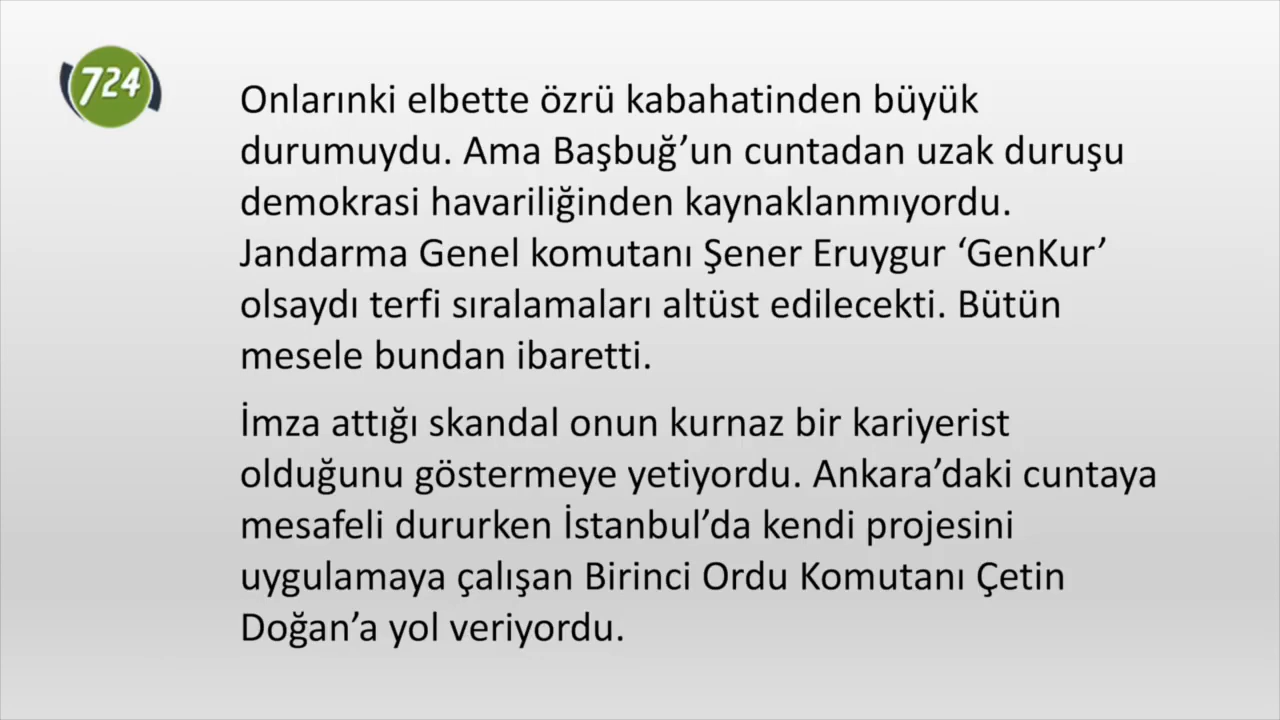 724
Onlarınki elbette özrü kabahatinden büyük
durumuydu. Ama Başbuğ’un cuntadan uzak duruşu
demokrasi havariliğinden kaynaklanmıyordu.
Jandarma Genel komutanı Şener Eruygur ‘GenKur’
olsaydı terfi sıralamaları altüst edilecekti. Bütün
mesele bundan ibaretti.
İmza attığı skandal onun kurnaz bir kariyerist
olduğunu göstermeye yetiyordu. Ankara’daki cuntaya
mesafeli dururken İstanbul’da kendi projesini
uygulamaya çalışan Birinci Ordu Komutanı Çetin
Doğan’a yol veriyordu.